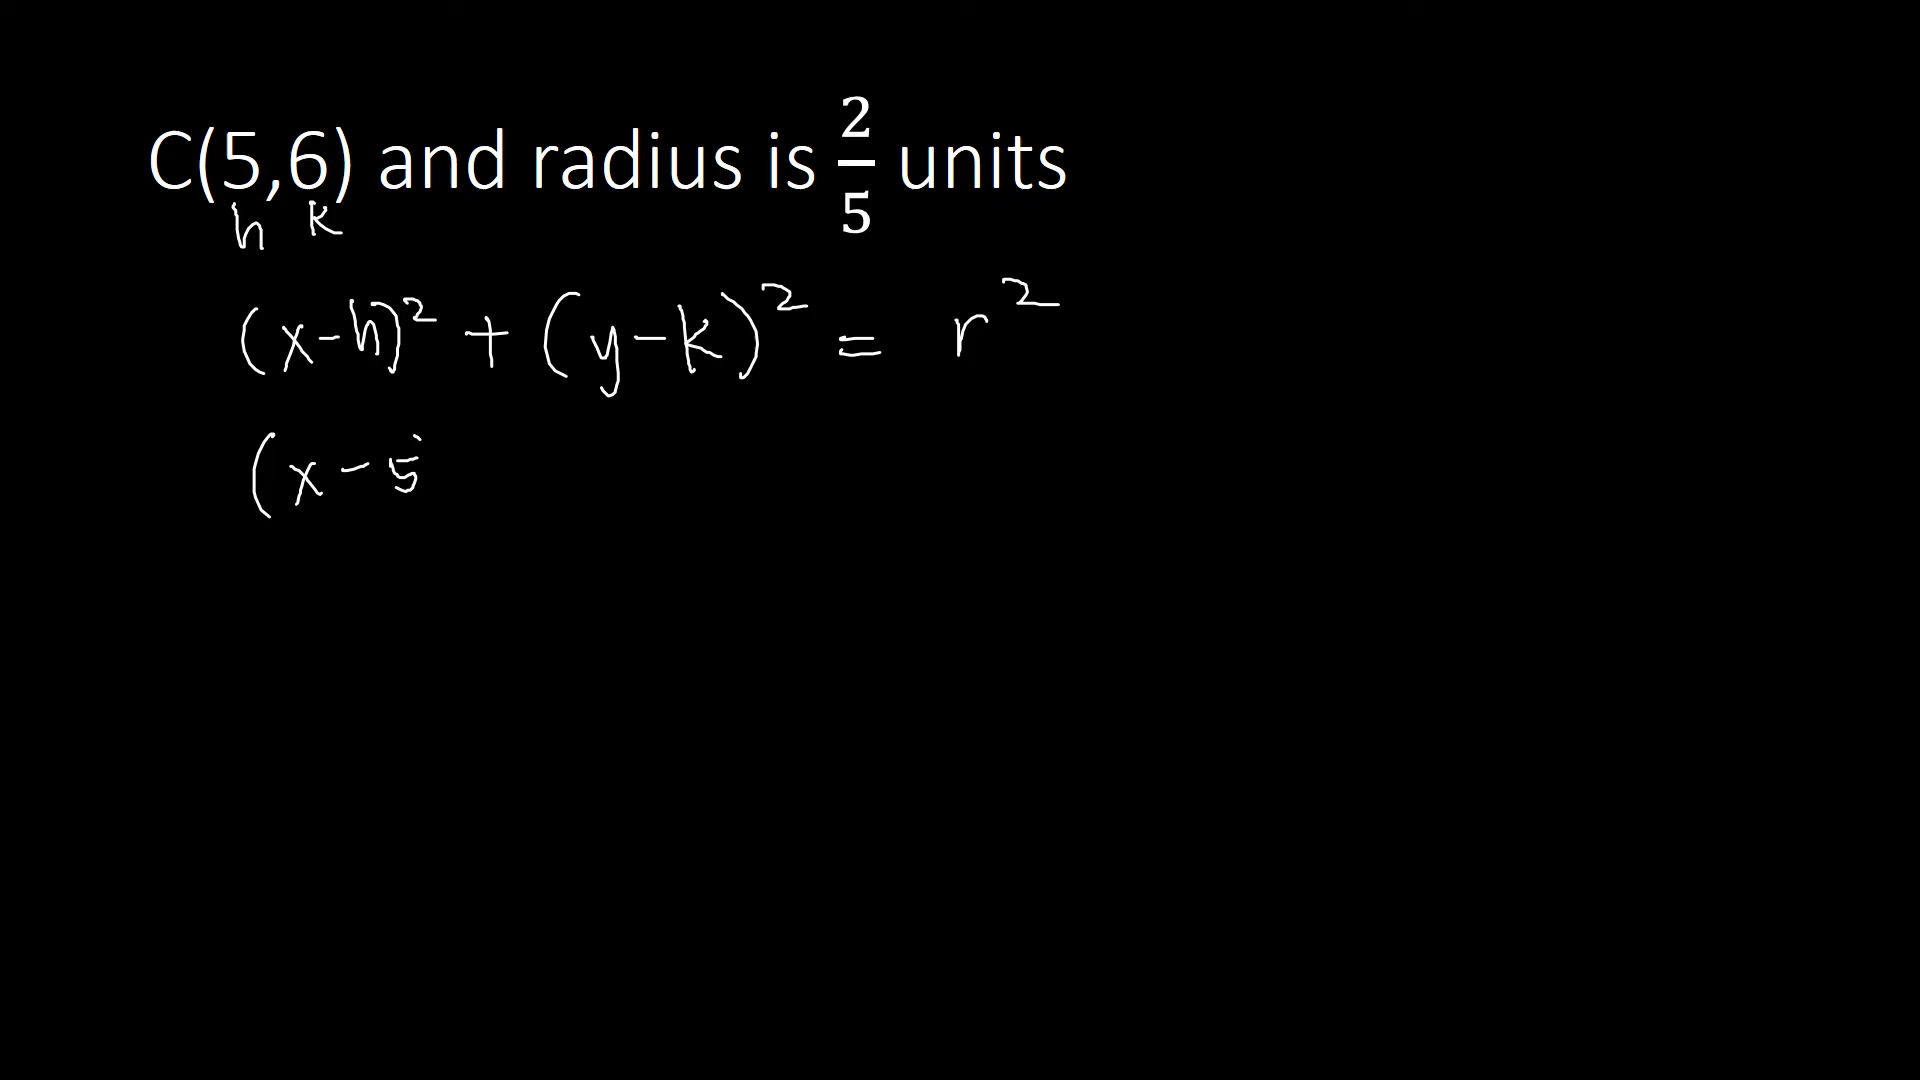 C(5,6) and radius is 2/5 units
h k
(x-h)² + (y-k)² = r²
(x-5